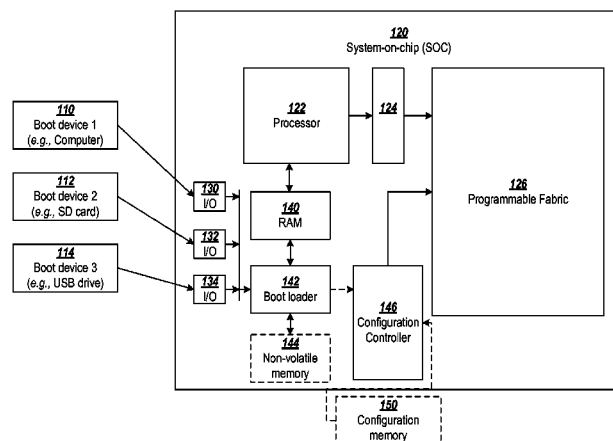 120
System-on-chip (SOC)
110
Boot device 1
(e.g., Computer)
122
Processor
124
126
Programmable Fabric
130
I/O
112
Boot device 2
(e.g., SD card)
140
RAM
132
I/O
114
Boot device 3
(e.g., USB drive)
134
I/O
142
Boot loader
146
Configuration
Controller
144
Non-volatile
memory
150
Configuration
memory